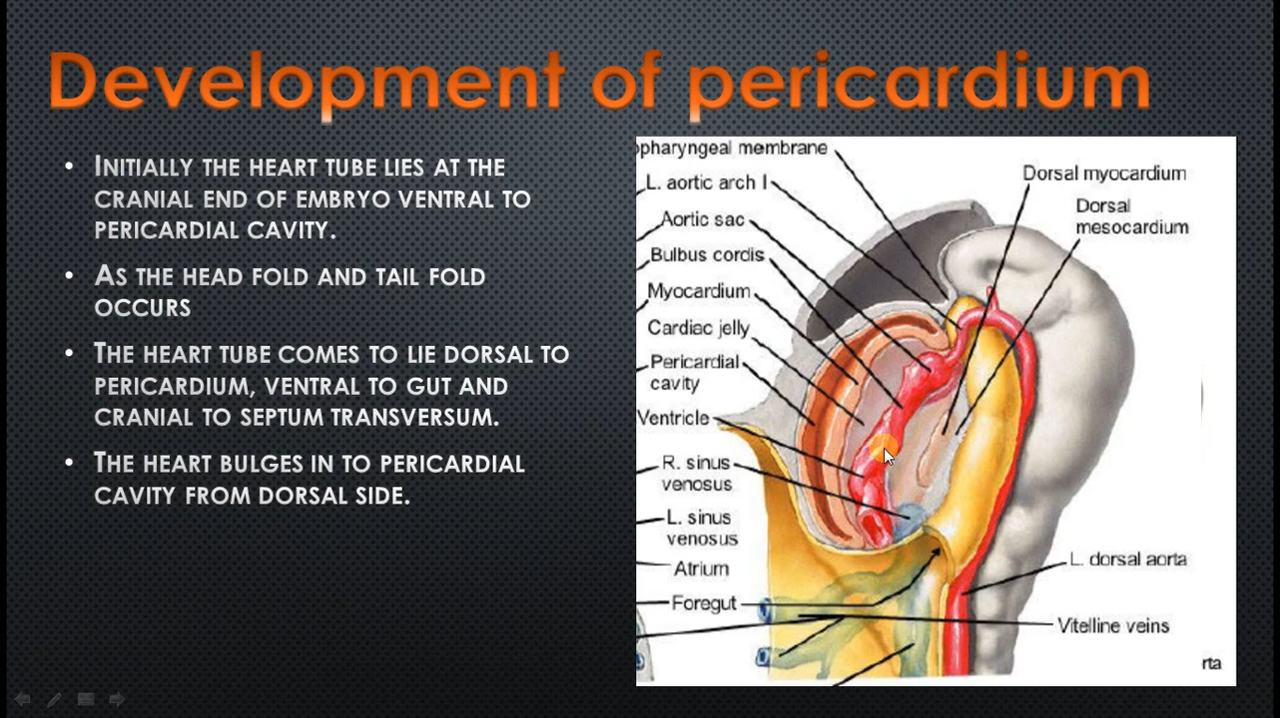 Development of pericardium
• Initially the heart tube lies at the
cranial end of embryo ventral to
pericardial cavity.
• As the head fold and tail fold
occurs
• The heart tube comes to lie dorsal to
pericardium, ventral to gut and
cranial to septum transversum.
• The heart bulges in to pericardial
cavity from dorsal side.
opharyngeal membrane
L. aortic arch I
Aortic sac
Bulbus cordis
Myocardium
Cardiac jelly
Pericardial
cavity
Ventricle
R. sinus
venosus
L. sinus
venosus
Atrium
Foregut
Dorsal myocardium
Dorsal
mesocardium
L. dorsal aorta
Vitelline veins
rta